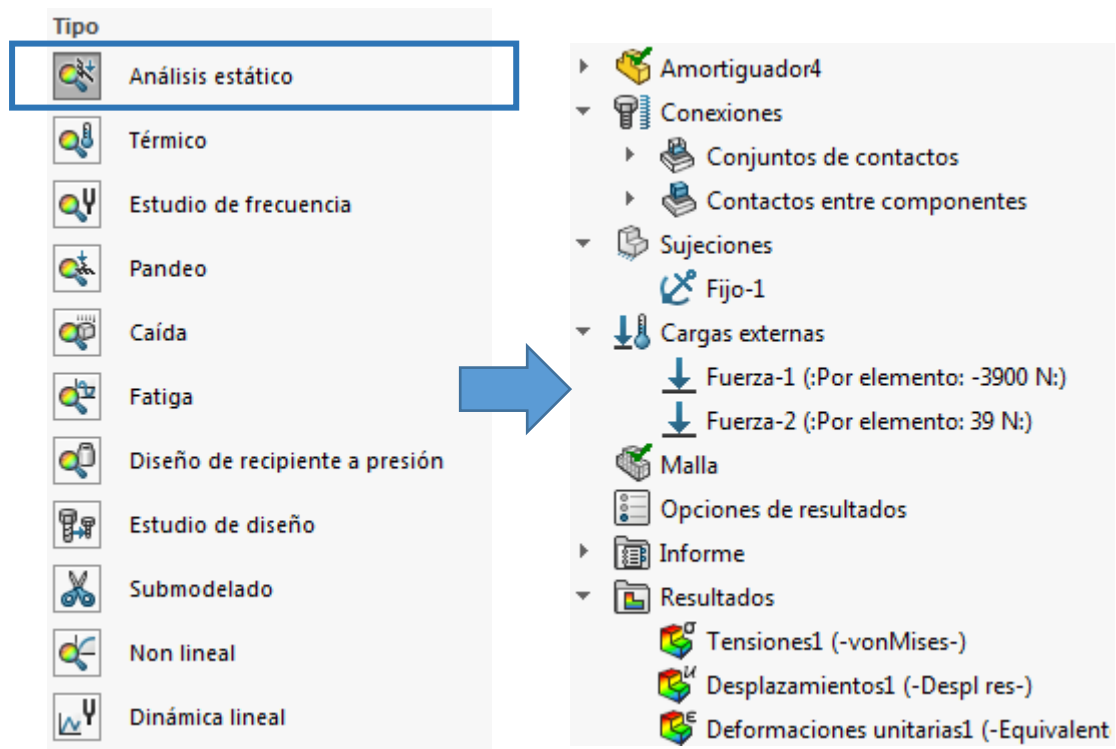 Tipo
Análisis estático
Térmico
Estudio de frecuencia
Pandeo
Caída
Fatiga
Diseño de recipiente a presión
Estudio de diseño
Submodelado
Non lineal
Dinámica lineal
Amortiguador4
Conexiones
Conjuntos de contactos
Contactos entre componentes
Sujeciones
Fijo-1
Cargas externas
Fuerza-1 (:Por elemento: -3900 N:)
Fuerza-2 (:Por elemento: 39 N:)
Malla
Opciones de resultados
Informe
Resultados
Tensiones1 (-vonMises-)
Desplazamientos1 (-Despl res-)
Deformaciones unitarias1 (-Equivalent